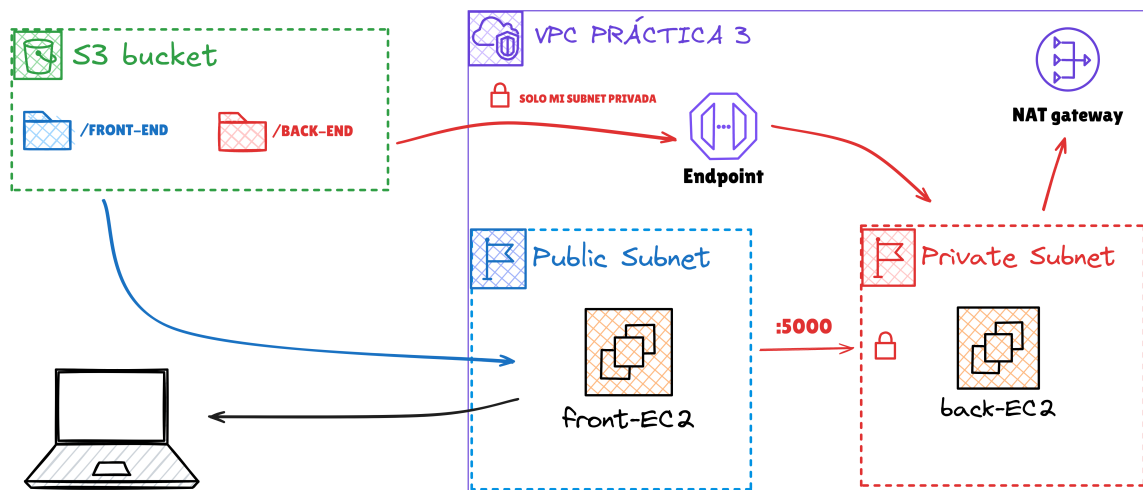 S3 bucket
/FRONT-END
/BACK-END
VPC PRÁCTICA 3
SOLO MI SUBNET PRIVADA
Endpoint
NAT gateway
Public Subnet
front-EC2
:5000
Private Subnet
back-EC2